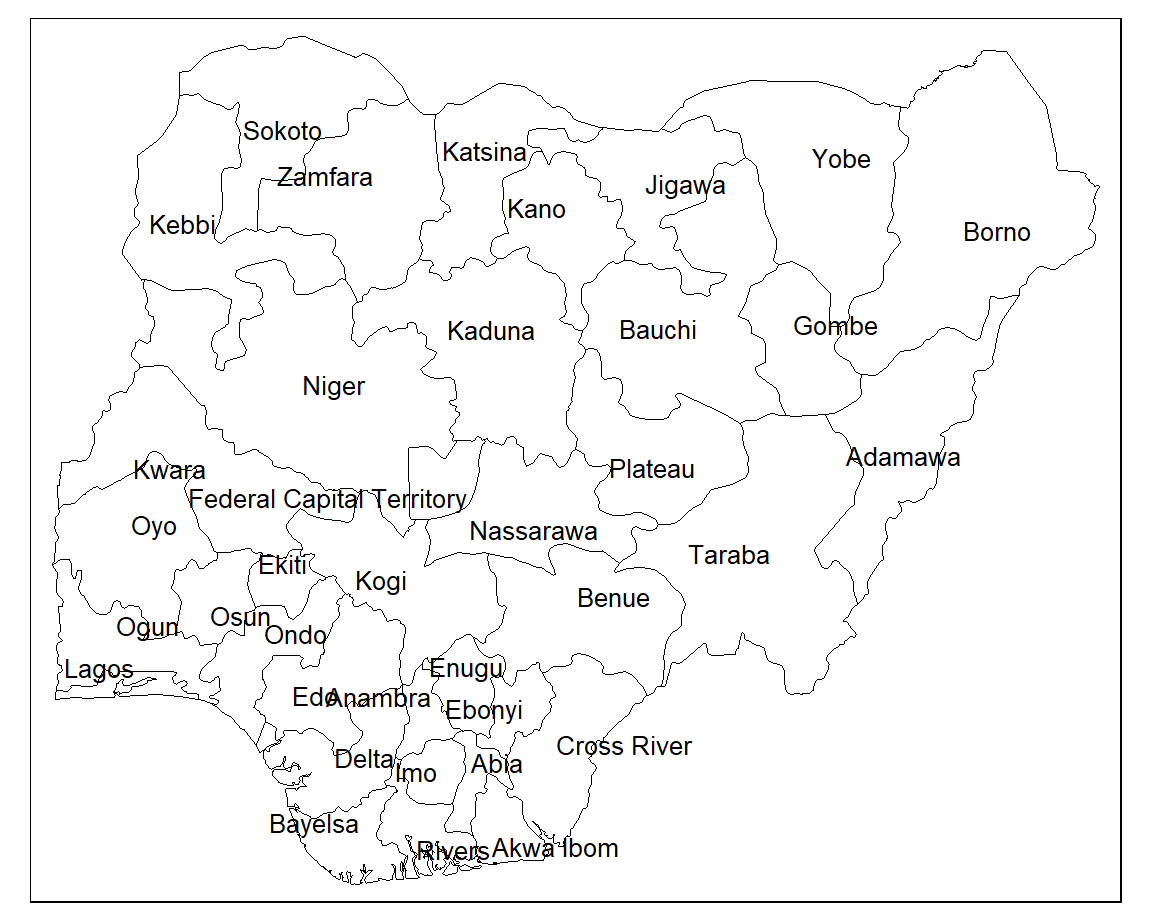 Sokoto
Katsina
Yobe
Zamfara
Jigawa
Kano
Kebbi
Borno
Gombe
Bauchi
Kaduna
Niger
Adamawa
Plateau
Kwara
Federal Capital Territory
Oyo
Nassarawa
Taraba
Ekiti
Kogi
Benue
Osun
Ogun
Ondo
Lagos
Enugu
Edo
Anambra
Ebonyi
Cross River
Delta
Abia
Imo
Bayelsa
Rivers
Akwa Ibom